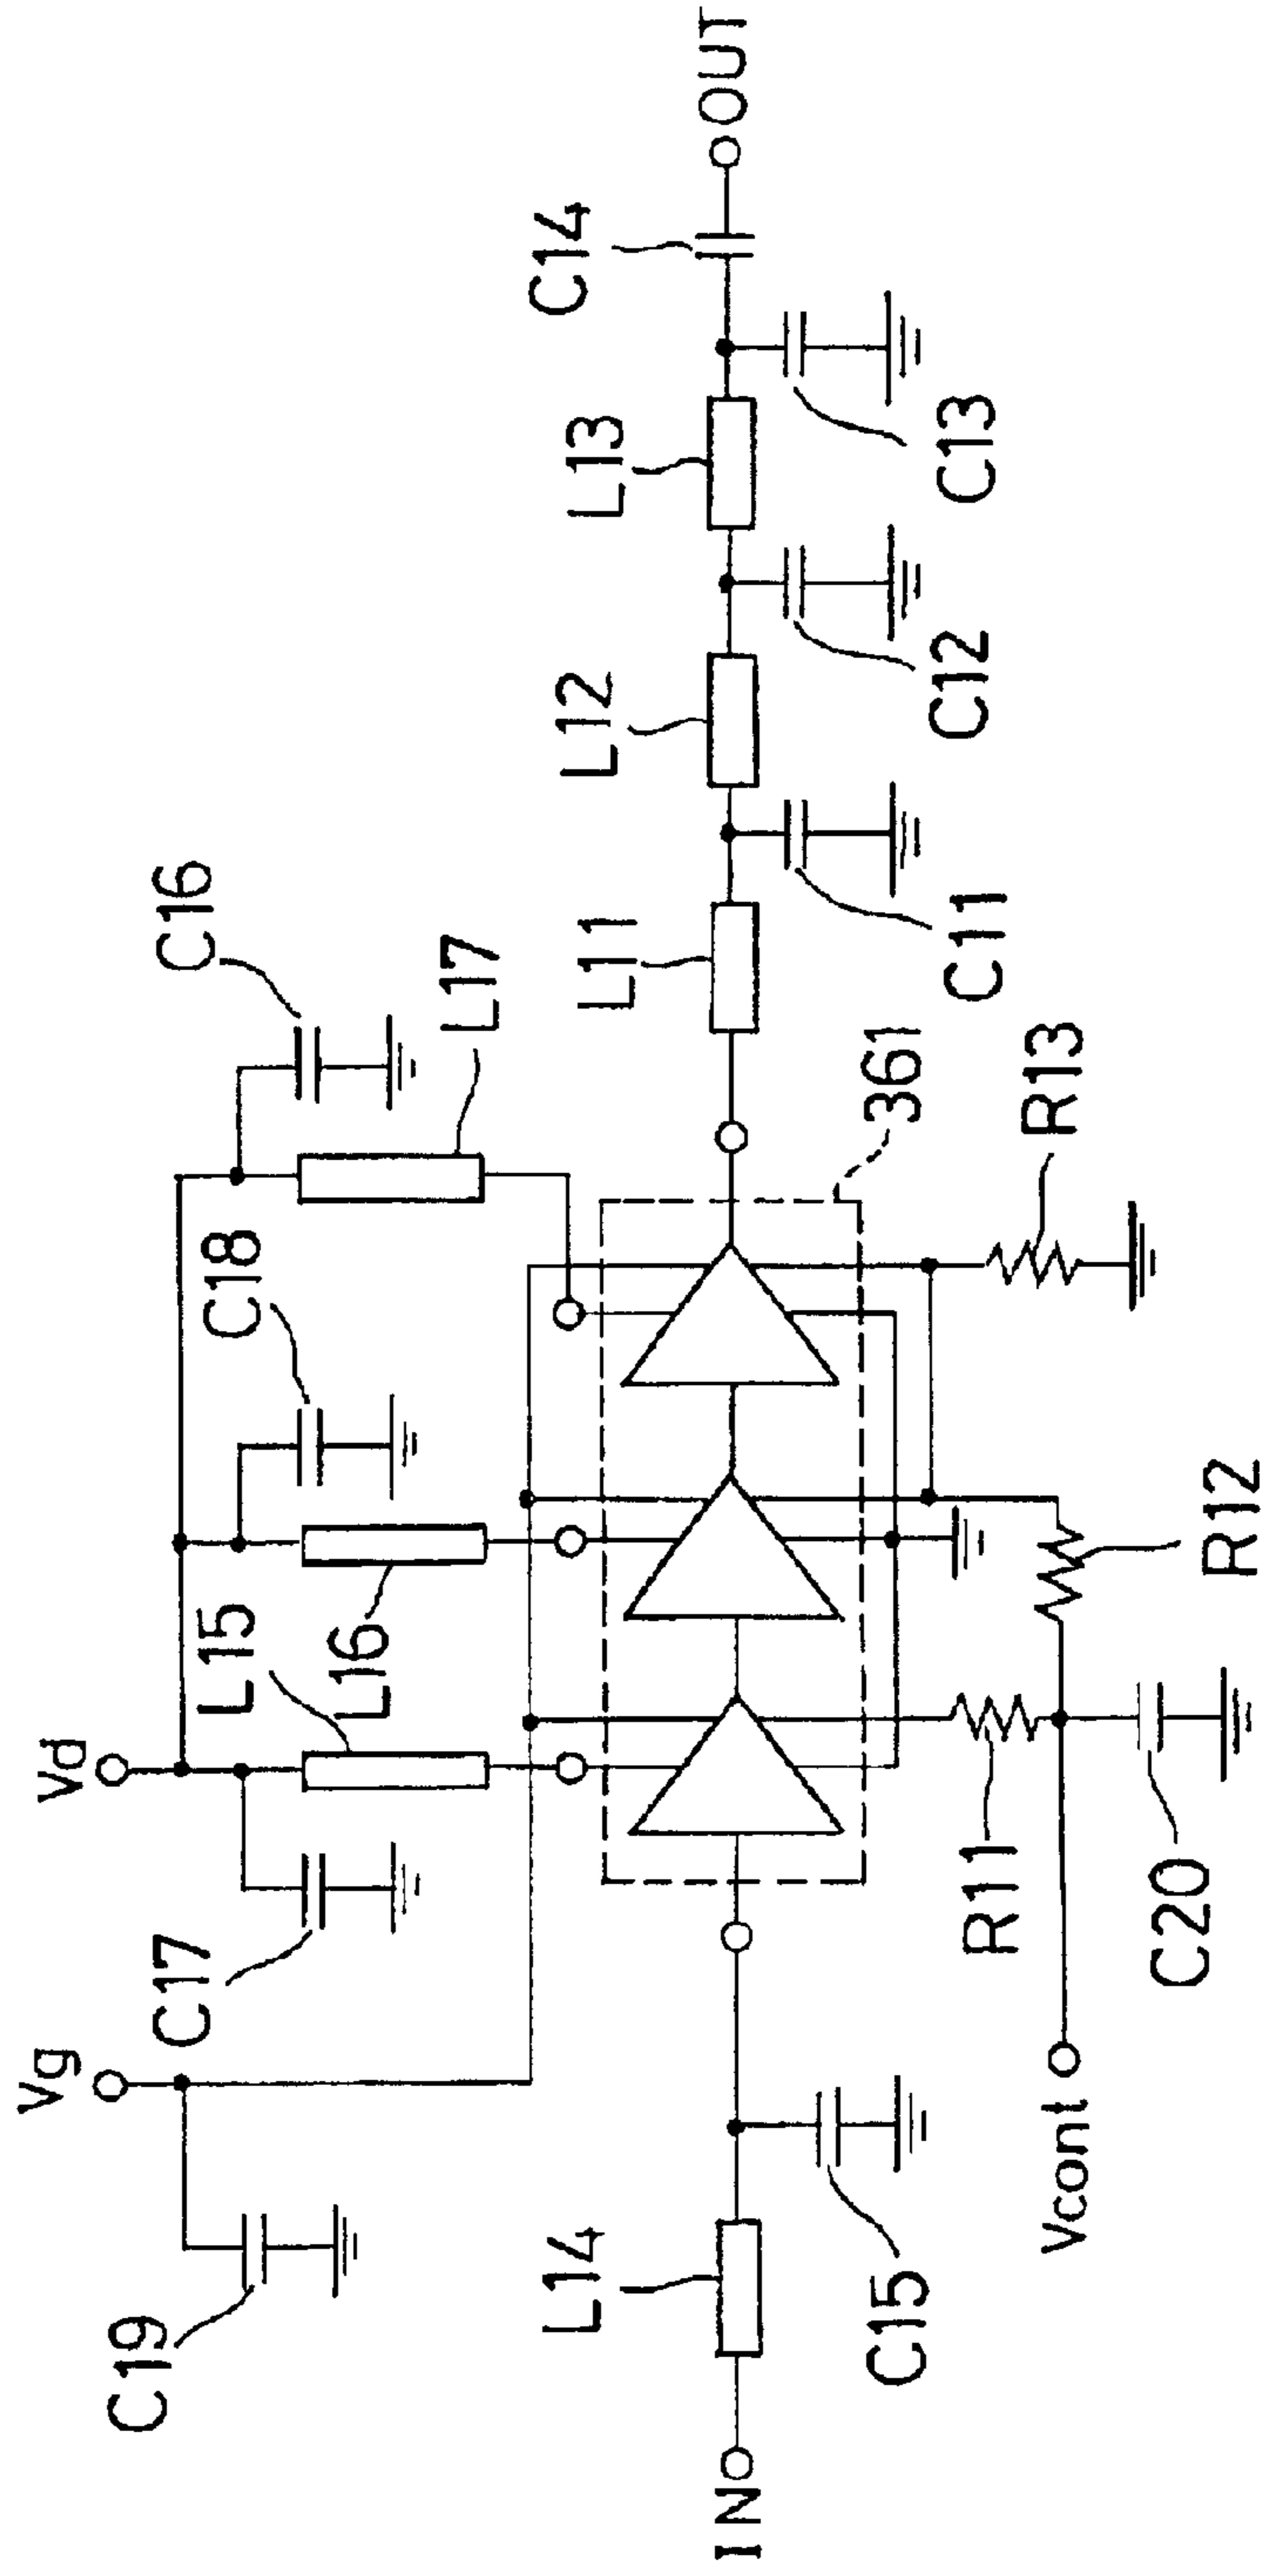 Vg
Vd
C19
C17
L15
L16
C18
C16
L17
IN
L14
C15
361
L11
L12
L13
C14
OUT
C11
C12
C13
Vcont
R11
C20
R12
R13